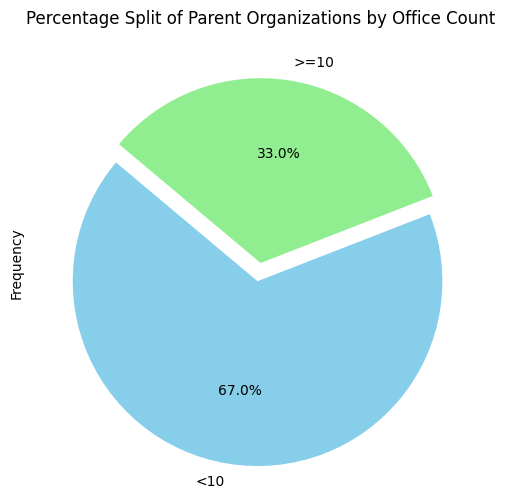 Percentage Split of Parent Organizations by Office Count
>=10
33.0%
Frequency
67.0%
<10